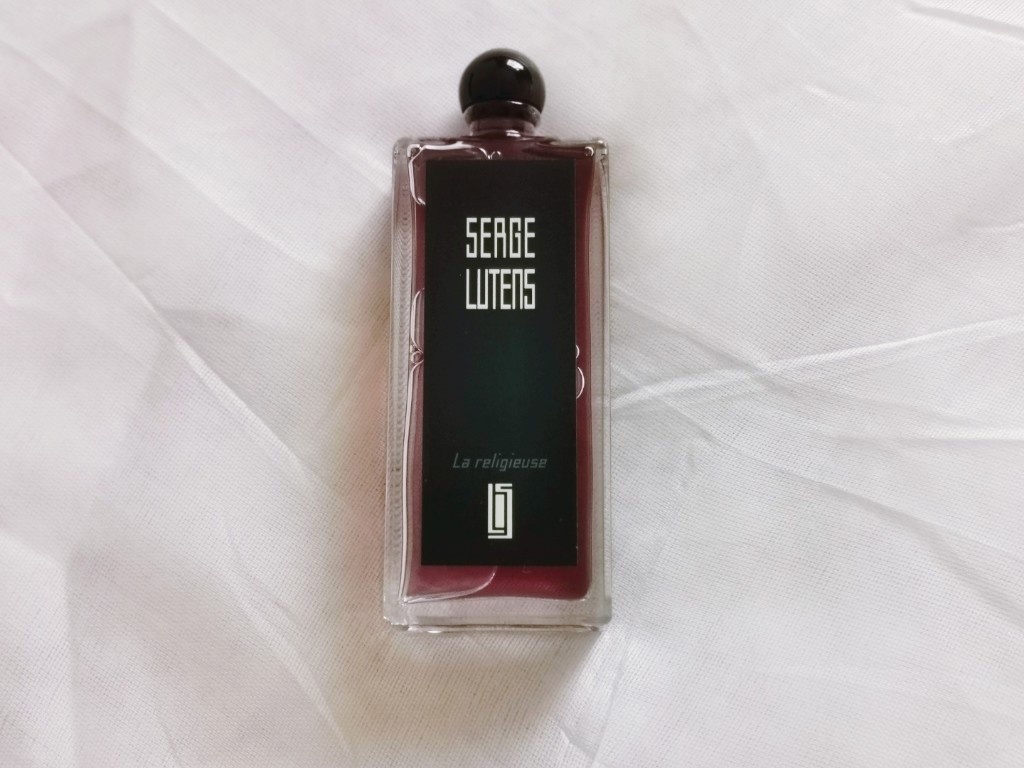 SERGE
LUTENS
La religieuse